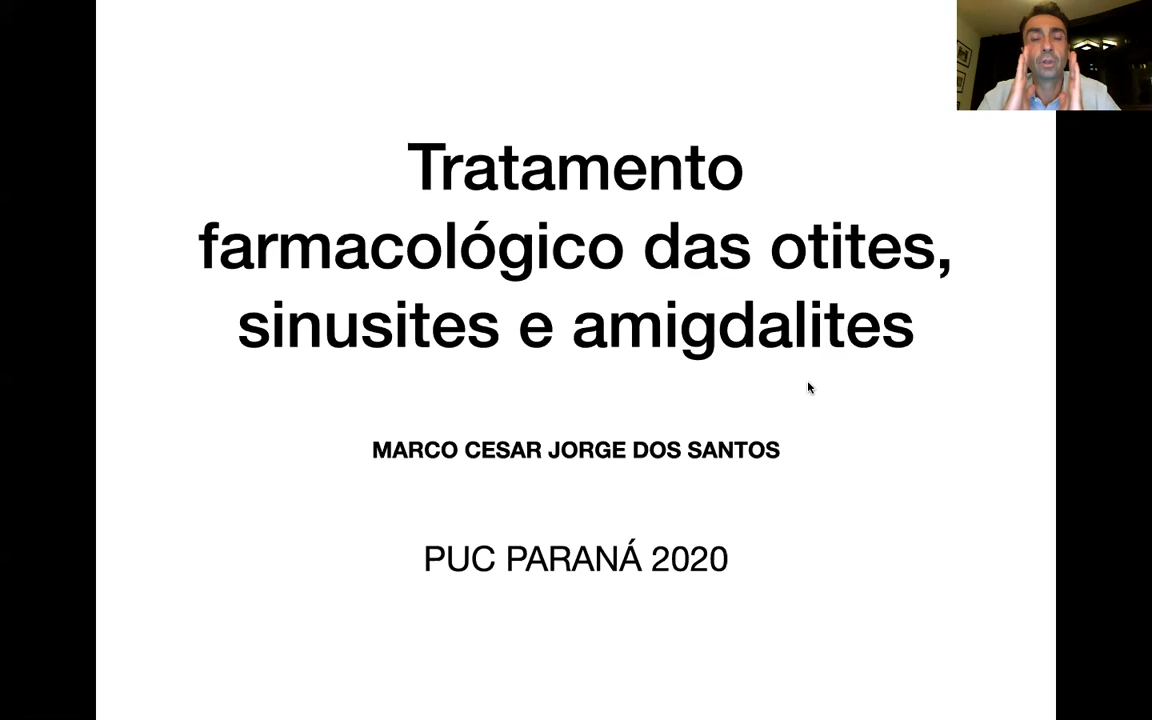 Tratamento
farmacológico das otites,
sinusites e amigdalites
MARCO CESAR JORGE DOS SANTOS
PUC PARANÁ 2020